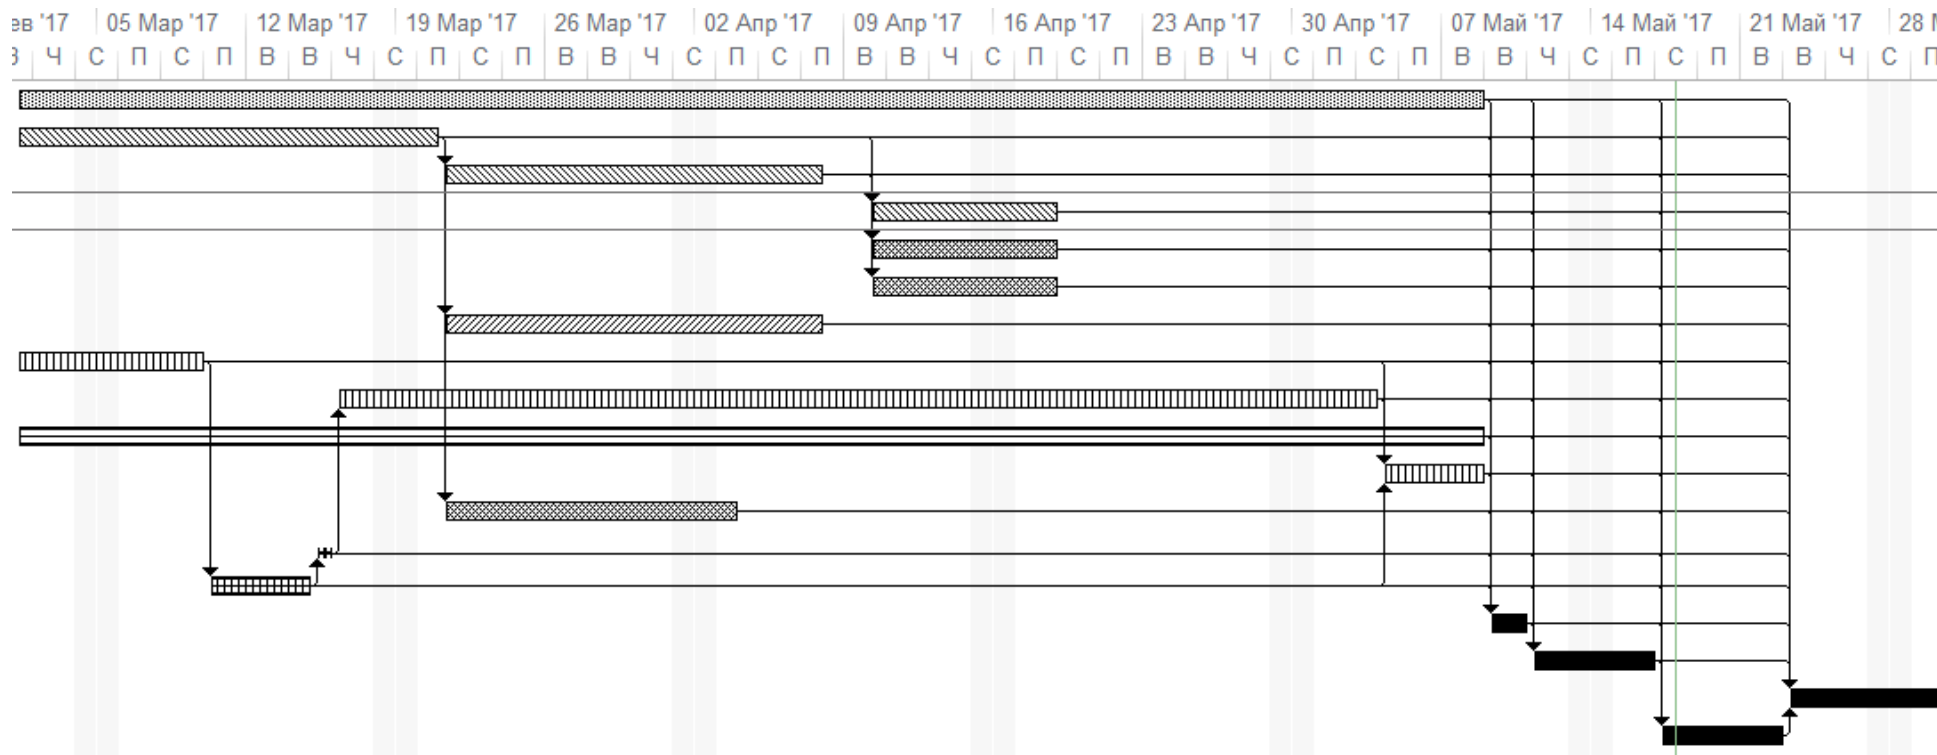 ев '17 05 Мар '17 12 Мар '17 19 Мар '17 26 Мар '17 02 Апр '17 09 Апр '17 16 Апр '17 23 Апр '17 30 Апр '17 07 Май '17 14 Май '17 21 Май '17 28
В Ч С П С П В В Ч С П С П В В Ч С П С П В В Ч С П С П В В Ч С П С П В В Ч С П С П В В Ч С П